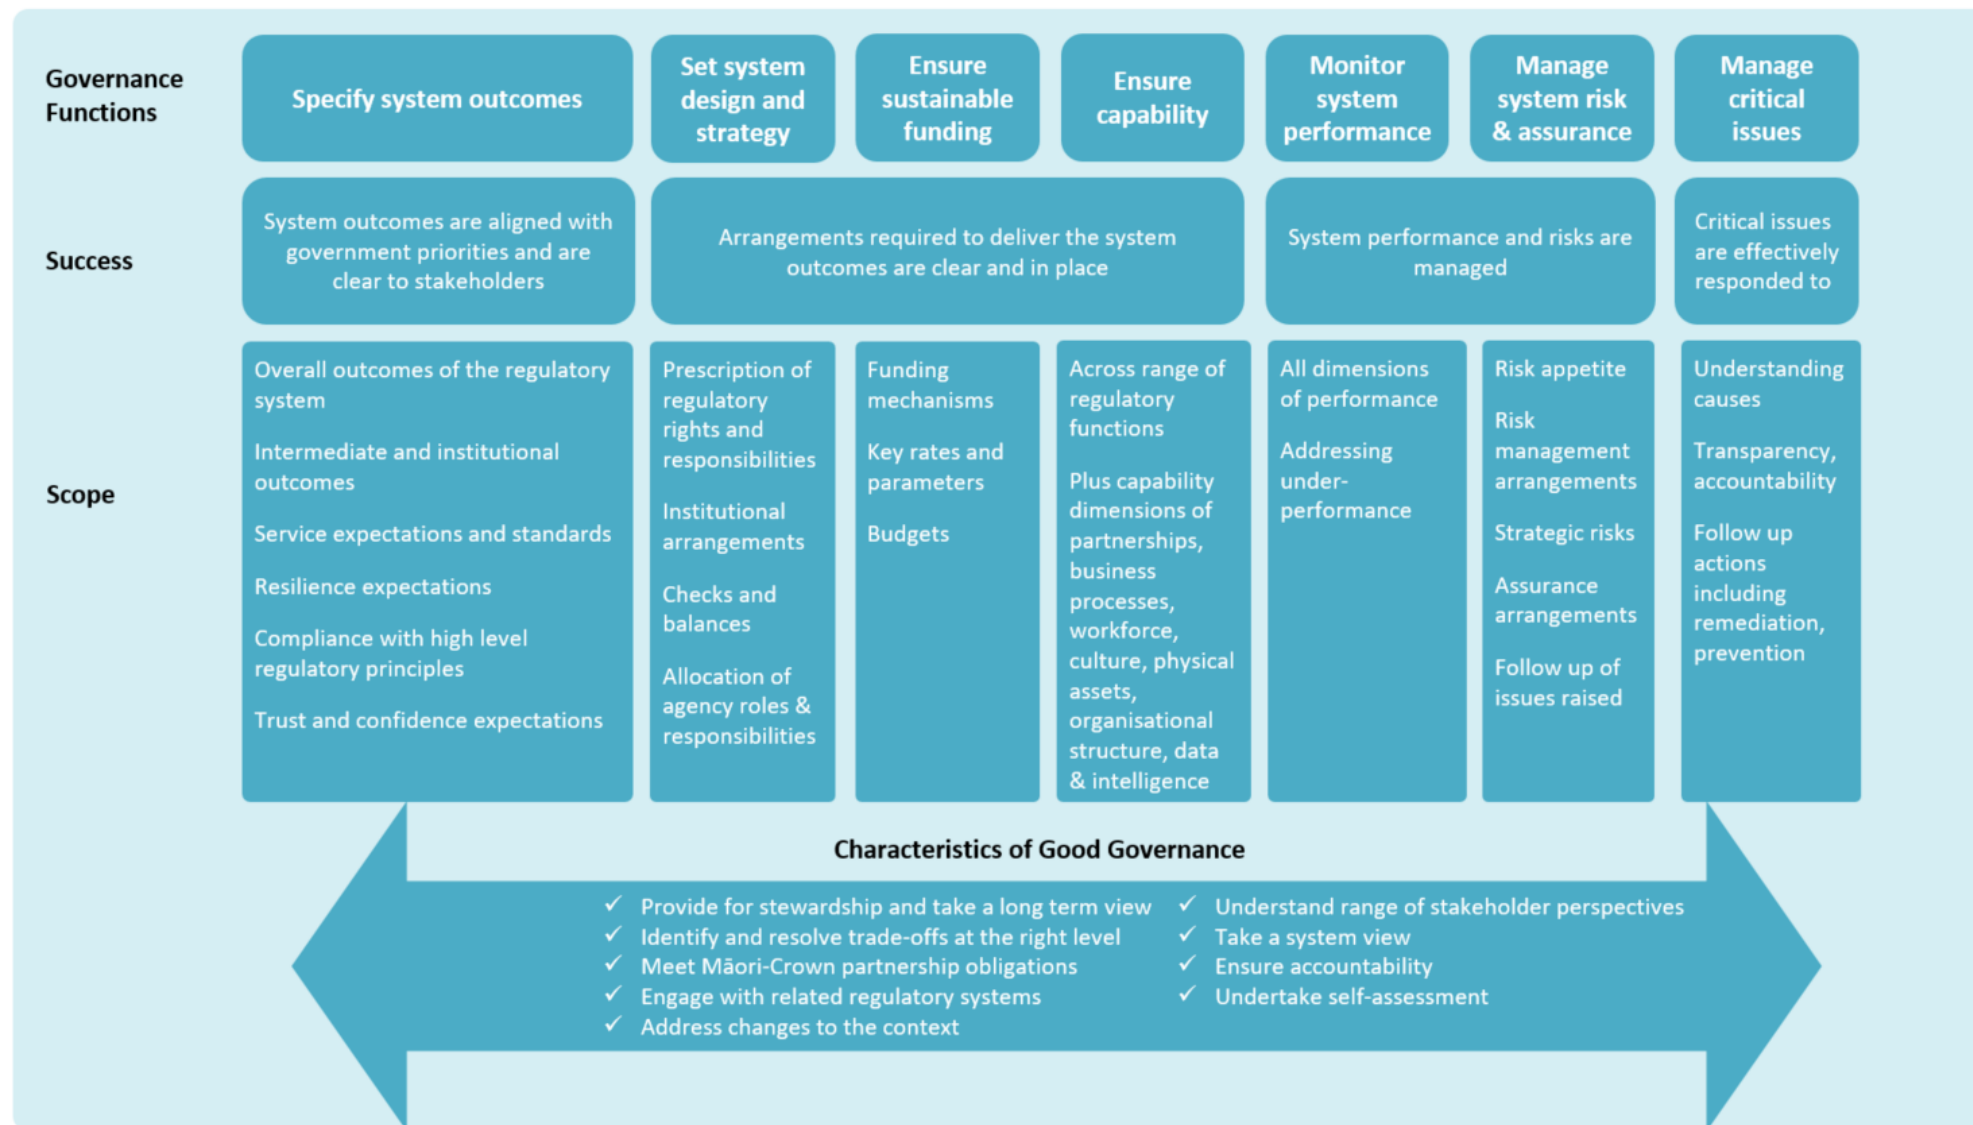 Governance
Functions
Specify system outcomes
Set system
design and
strategy
Ensure
sustainable
funding
Ensure
capability
Monitor
system
performance
Manage
system risk
& assurance
Manage
critical
issues
Success
System outcomes are aligned with
government priorities and are
clear to stakeholders
Arrangements required to deliver the system
outcomes are clear and in place
System performance and risks are
managed
Critical issues
are effectively
responded to
Scope
Overall outcomes of the regulatory
system
Intermediate and institutional
outcomes
Service expectations and standards
Resilience expectations
Compliance with high level
regulatory principles
Trust and confidence expectations
Prescription of
regulatory
rights and
responsibilities
Institutional
arrangements
Checks and
balances
Allocation of
agency roles &
responsibilities
Funding
mechanisms
Key rates and
parameters
Budgets
Across range of
regulatory
functions
Plus capability
dimensions of
partnerships,
business
processes,
workforce,
culture, physical
assets,
organisational
structure, data
& intelligence
All dimensions
of performance
Addressing
under-
performance
Risk appetite
Risk
management
arrangements
Strategic risks
Assurance
arrangements
Follow up of
issues raised
Understanding
causes
Transparency,
accountability
Follow up
actions
including
remediation,
prevention
Characteristics of Good Governance
✓ Provide for stewardship and take a long term view
✓ Identify and resolve trade-offs at the right level
✓ Meet Māori-Crown partnership obligations
✓ Engage with related regulatory systems
✓ Address changes to the context
✓ Understand range of stakeholder perspectives
✓ Take a system view
✓ Ensure accountability
✓ Undertake self-assessment